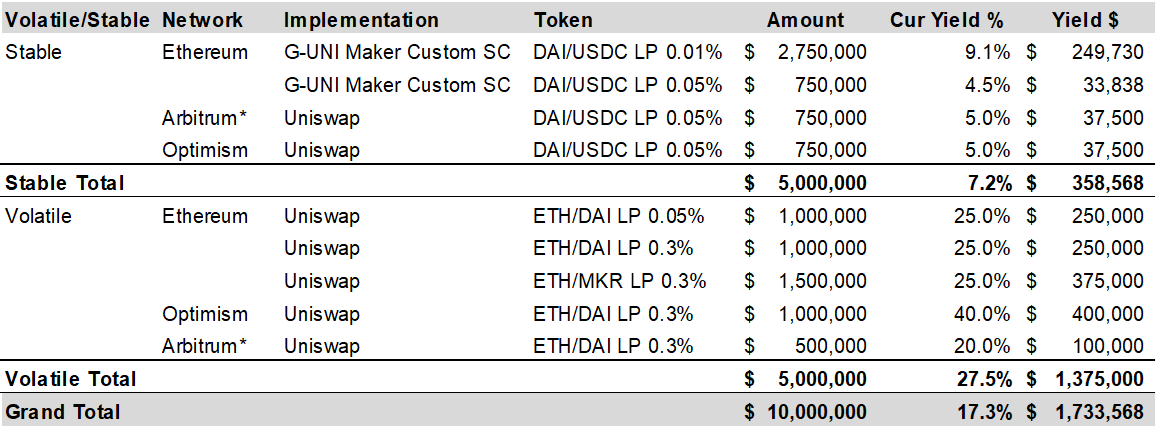 Volatile/Stable Network Implementation Token Amount Cur Yield % Yield $
Stable Ethereum G-UNI Maker Custom SC DAI/USDC LP 0.01% $ 2,750,000 9.1% $ 249,730
G-UNI Maker Custom SC DAI/USDC LP 0.05% $ 750,000 4.5% $ 33,838
Arbitrum* Uniswap DAI/USDC LP 0.05% $ 750,000 5.0% $ 37,500
Optimism Uniswap DAI/USDC LP 0.05% $ 750,000 5.0% $ 37,500
Stable Total $ 5,000,000 7.2% $ 358,568
Volatile Ethereum Uniswap ETH/DAI LP 0.05% $ 1,000,000 25.0% $ 250,000
Uniswap ETH/DAI LP 0.3% $ 1,000,000 25.0% $ 250,000
Uniswap ETH/MKR LP 0.3% $ 1,500,000 25.0% $ 375,000
Optimism Uniswap ETH/DAI LP 0.3% $ 1,000,000 40.0% $ 400,000
Arbitrum* Uniswap ETH/DAI LP 0.3% $ 500,000 20.0% $ 100,000
Volatile Total $ 5,000,000 27.5% $ 1,375,000
Grand Total $ 10,000,000 17.3% $ 1,733,568